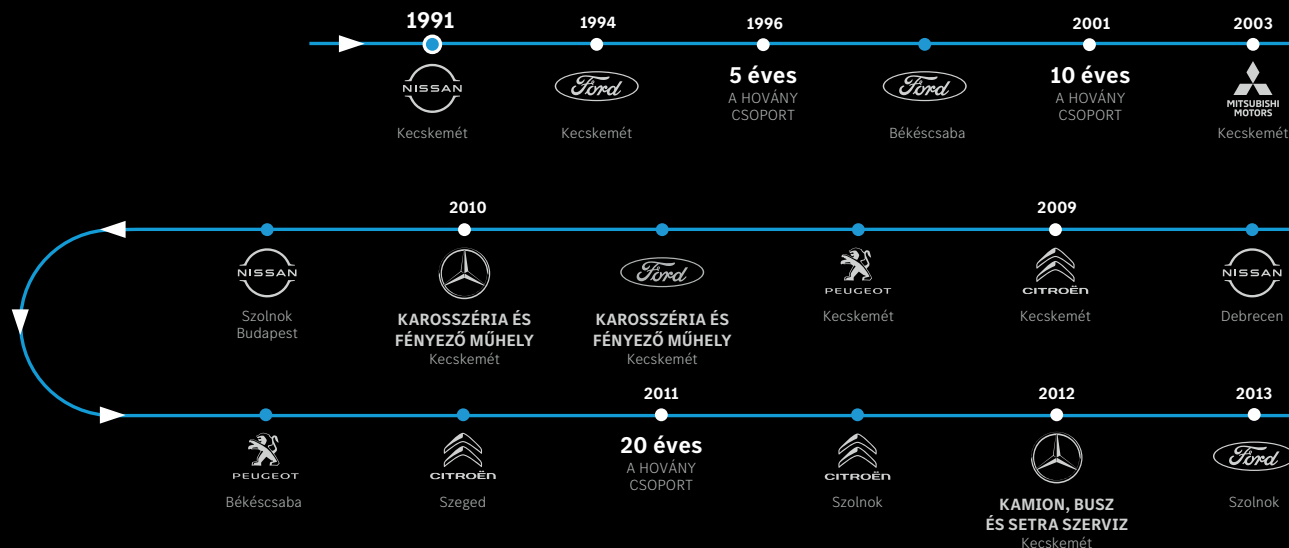 1991
1994
1996
2001
2003
NISSAN
Ford
5 éves
Ford
10 éves
A HOVÁNY
CSOPORT
A HOVÁNY
CSOPORT
MITSUBISHI
MOTORS
Kecskemét
Kecskemét
Békéscsaba
Kecskemét
2010
2009
NISSAN
Ford
PEUGEOT
CITROËN
NISSAN
Szolnok
Budapest
KAROSSZÉRIA ÉS
FÉNYEZŐ MŰHELY
Kecskemét
KAROSSZÉRIA ÉS
FÉNYEZŐ MŰHELY
Kecskemét
Kecskemét
Kecskemét
Debrecen
2011
2012
2013
PEUGEOT
CITROËN
20 éves
A HOVÁNY
CSOPORT
CITROËN
Ford
Békéscsaba
Szeged
Szolnok
KAMION, BUSZ
ÉS SETRA SZERVIZ
Kecskemét
Szolnok